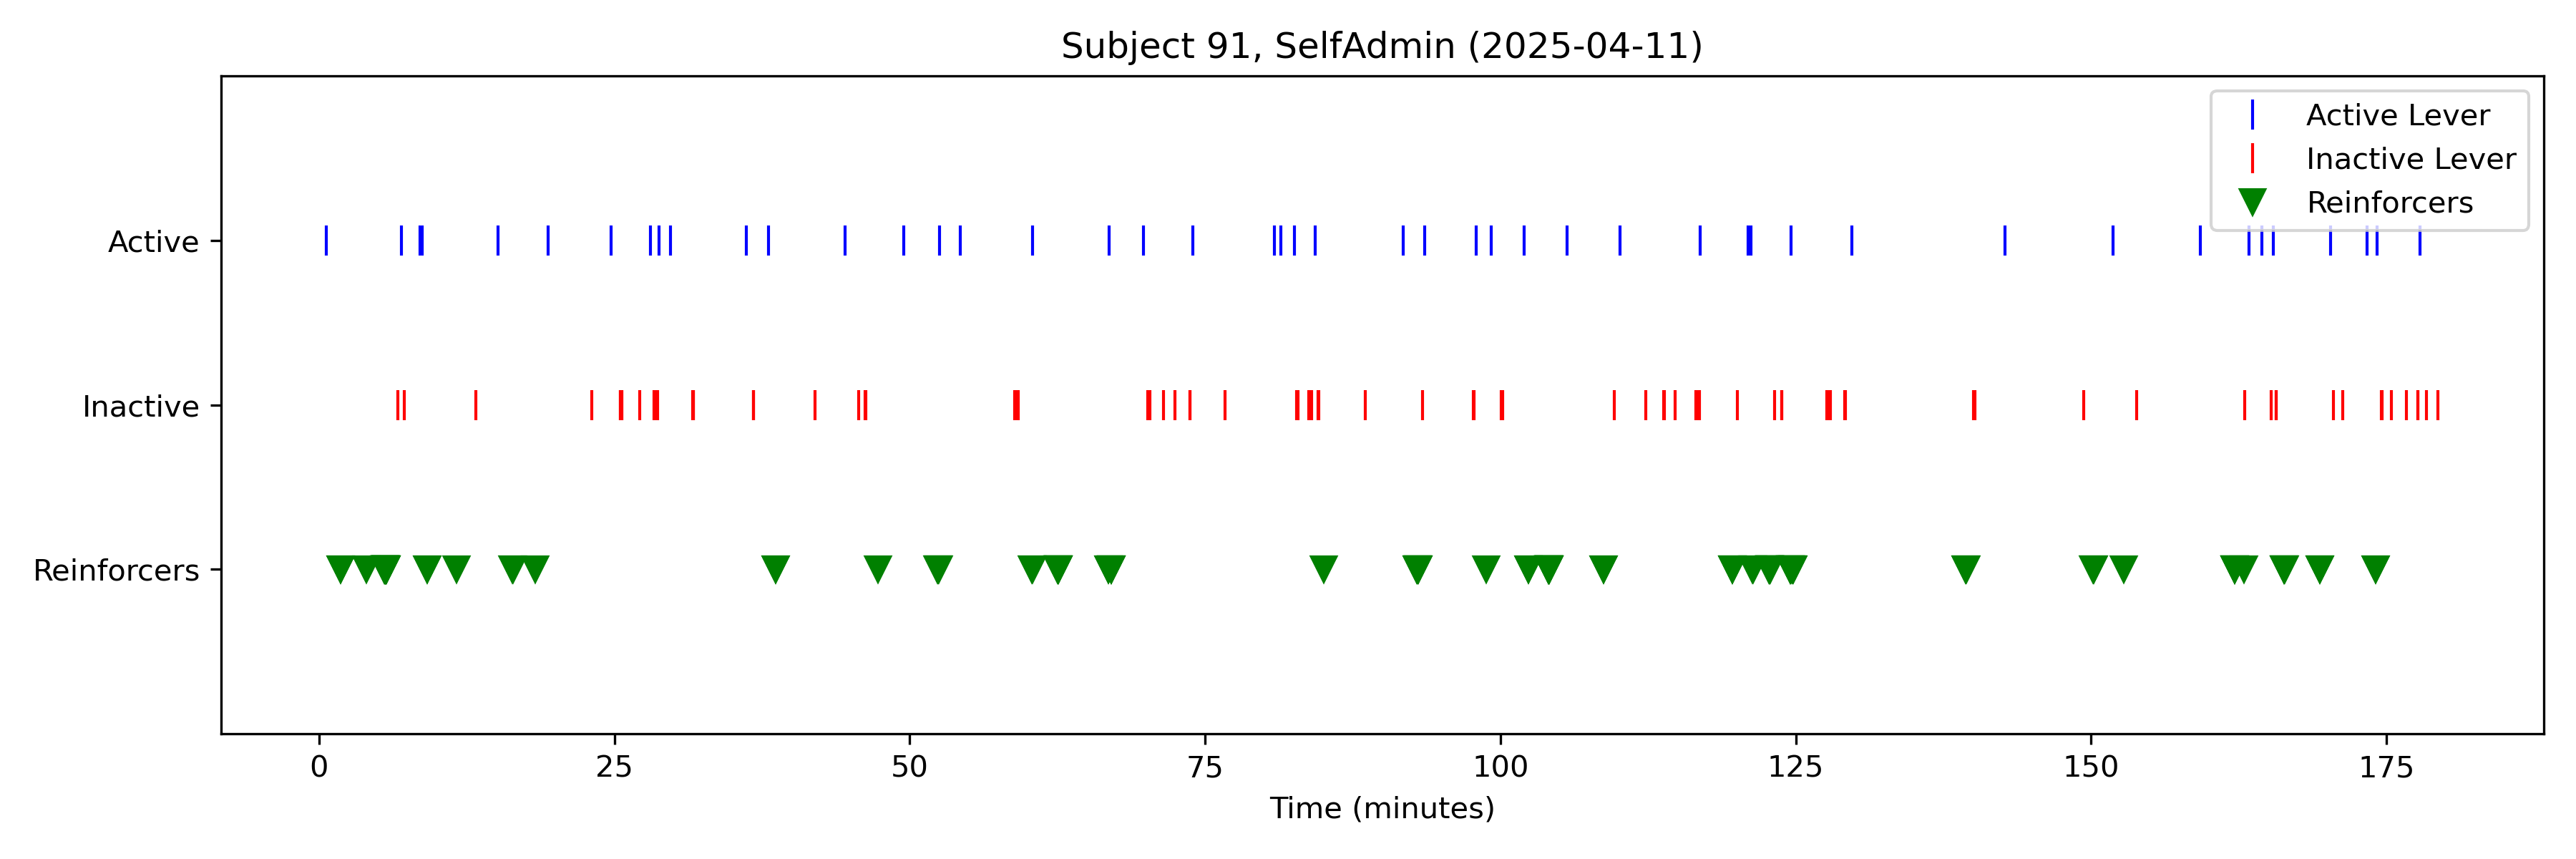 Subject 91, SelfAdmin (2025-04-11)
Active Lever
Inactive Lever
Reinforcers
Active
Inactive
Reinforcers
0 25 50 75 100 125 150 175
Time (minutes)